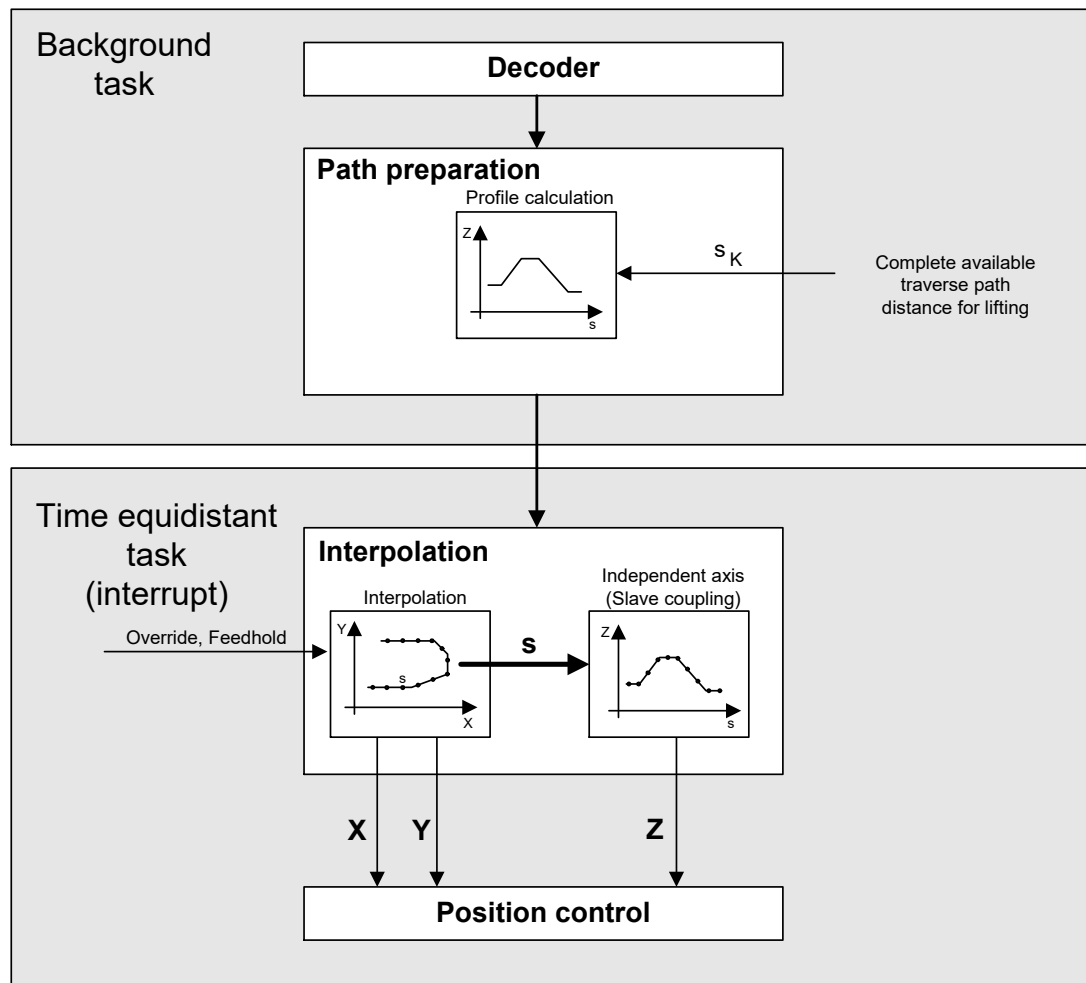 Background
task
Decoder
Path preparation
Profile calculation
Z
s
s K
Complete available
traverse path
distance for lifting
Time equidistant
task
(interrupt)
Override, Feedhold
Interpolation
Interpolation
Y
s
X
s
Independent axis
(Slave coupling)
Z
s
X
Y
Z
Position control